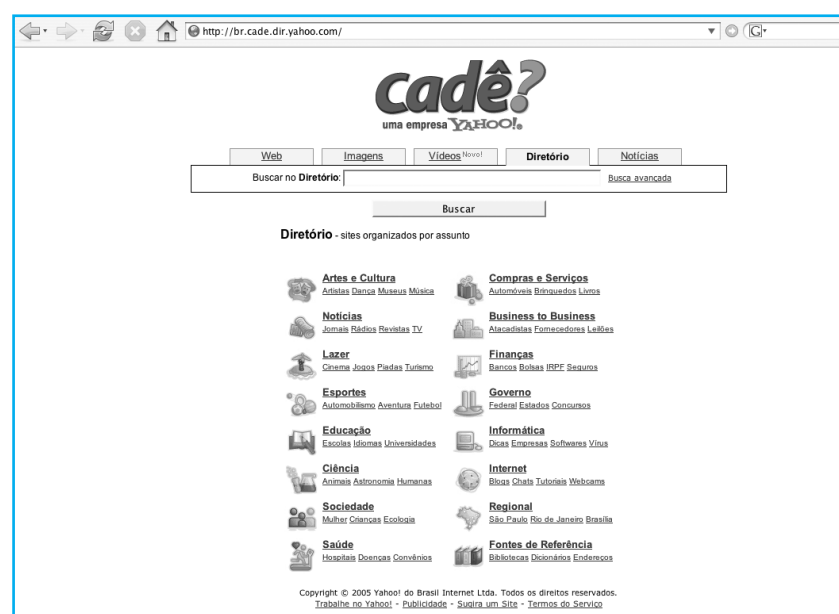 http://br.cade.dir.yahoo.com/
G
cadê?
uma empresa YAHOO!®
Web Imagens Vídeos Novo! Diretório Notícias
Buscar no Diretório: Busca avançada
Buscar
Diretório - sites organizados por assunto
Artes e Cultura
Artistas Dança Museus Música
Compras e Serviços
Automóveis Brinquedos Livros
Notícias
Jornais Rádios Revistas TV
Business to Business
Atacadistas Fornecedores Leilões
Lazer
Cinema Jogos Piadas Turismo
Finanças
Bancos Bolsas IRPF Seguros
Esportes
Automobilismo Aventura Futebol
Governo
Federal Estados Concursos
Educação
Escolas Idiomas Universidades
Informática
Dicas Empresas Softwares Vírus
Ciência
Animais Astronomia Humanas
Internet
Blogs Chats Tutoriais Webcams
Sociedade
Mulher Crianças Ecologia
Regional
São Paulo Rio de Janeiro Brasília
Saúde
Hospitais Doenças Convênios
Fontes de Referência
Bibliotecas Dicionários Endereços
Copyright © 2005 Yahoo! do Brasil Internet Ltda. Todos os direitos reservados.
Trabalhe no Yahoo! - Publicidade - Sugira um Site - Termos do Serviço